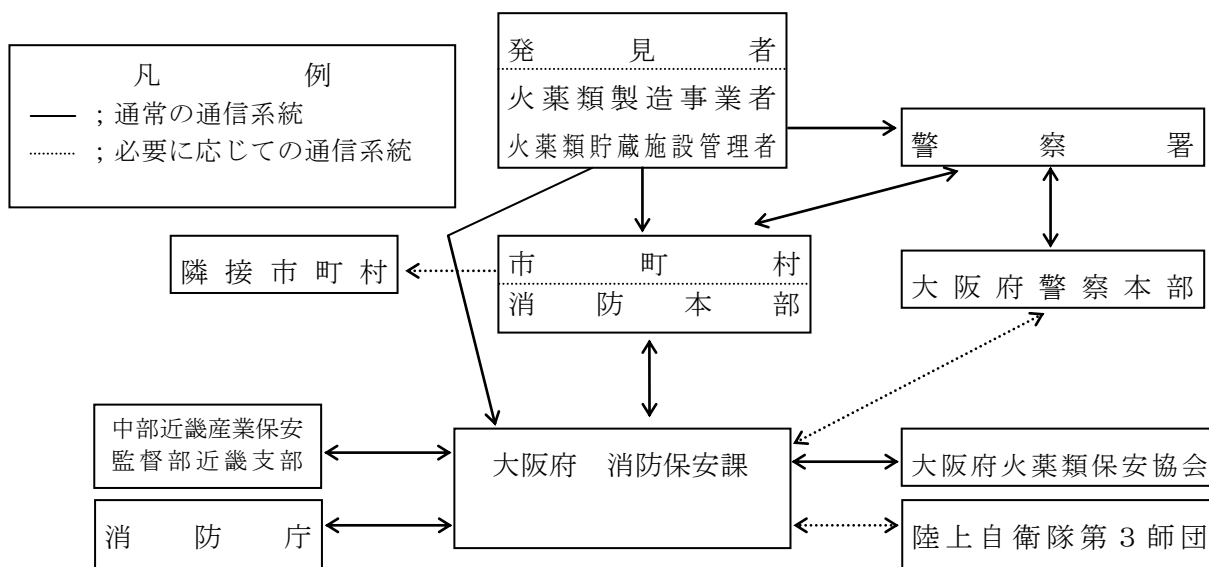 凡 例
; 通常の通信系統
; 必要に応じての通信系統
発 見 者
火薬類製造事業者
火薬類貯蔵施設管理者
警 察 署
隣接市町村
市 町 村
消 防 本 部
大阪府警察本部
中部近畿産業保安
監督部近畿支部
大阪府 消防保安課
大阪府火薬類保安協会
消 防 庁
陸上自衛隊第3師団